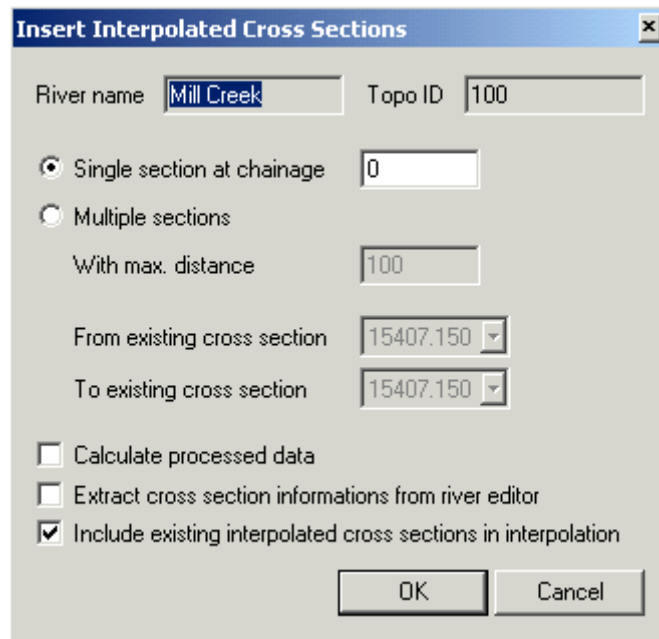 Insert Interpolated Cross Sections
River name Mill Creek Topo ID 100
Single section at chainage 0
Multiple sections
With max. distance 100
From existing cross section 15407.150
To existing cross section 15407.150
Calculate processed data
Extract cross section informations from river editor
Include existing interpolated cross sections in interpolation
OK Cancel